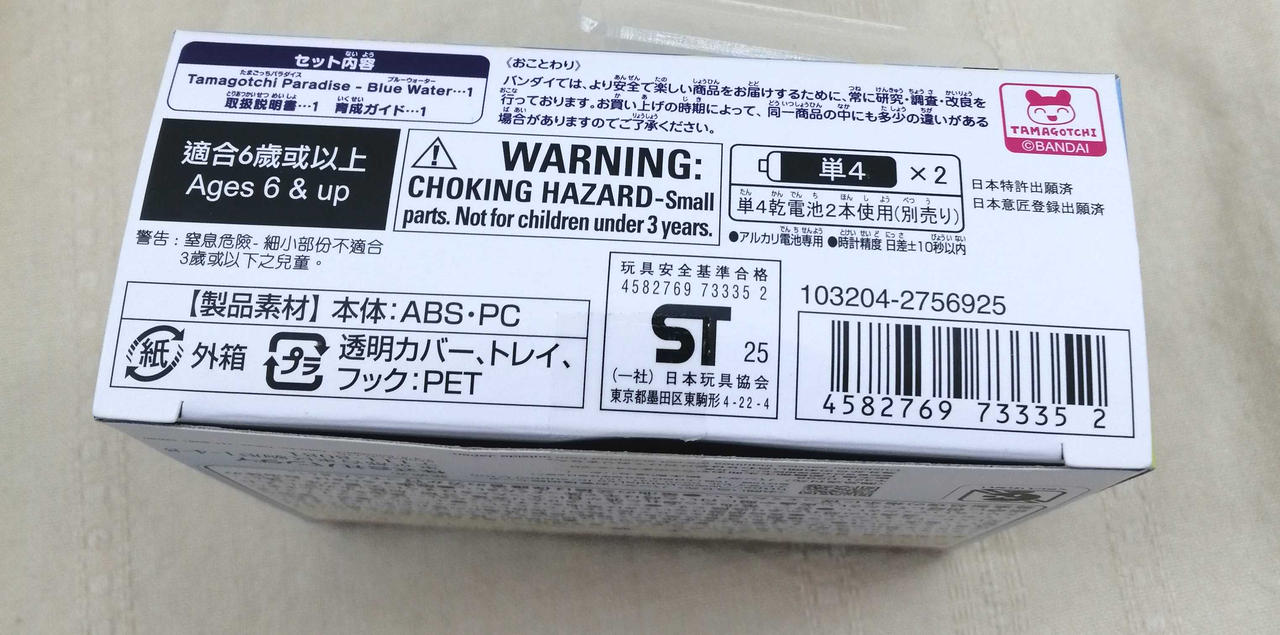 セット内容
Tamagotchi Paradise - Blue Water…1
取扱説明書…1 育成ガイド…1
《おことわり》
バンダイでは、より安全で楽しい商品をお届けするために、常に研究・調査・改良を
行っております。お買い上げの時期によって、同一商品の中にも多少の違いがある
場合がありますのでご了承ください。
TAMAGOTCHI
©BANDAI
適合6歳或以上
Ages 6 & up
警告：窒息危險- 細小部份不適合
3歲或以下之兒童。
WARNING:
CHOKING HAZARD-Small
parts. Not for children under 3 years.
単4 ×2
単4乾電池2本使用(別売り)
●アルカリ電池専用 ●時計精度 日差±10秒以内
日本特許出願済
日本意匠登録出願済
【製品素材】本体：ABS・PC
紙 外箱
プラ 透明カバー、トレイ、
フック：PET
玩具安全基準合格
4582769 73335 2
ST 25
(一社) 日本玩具協会
東京都墨田区東駒形4-22-4
103204-2756925
4582769 73335 2